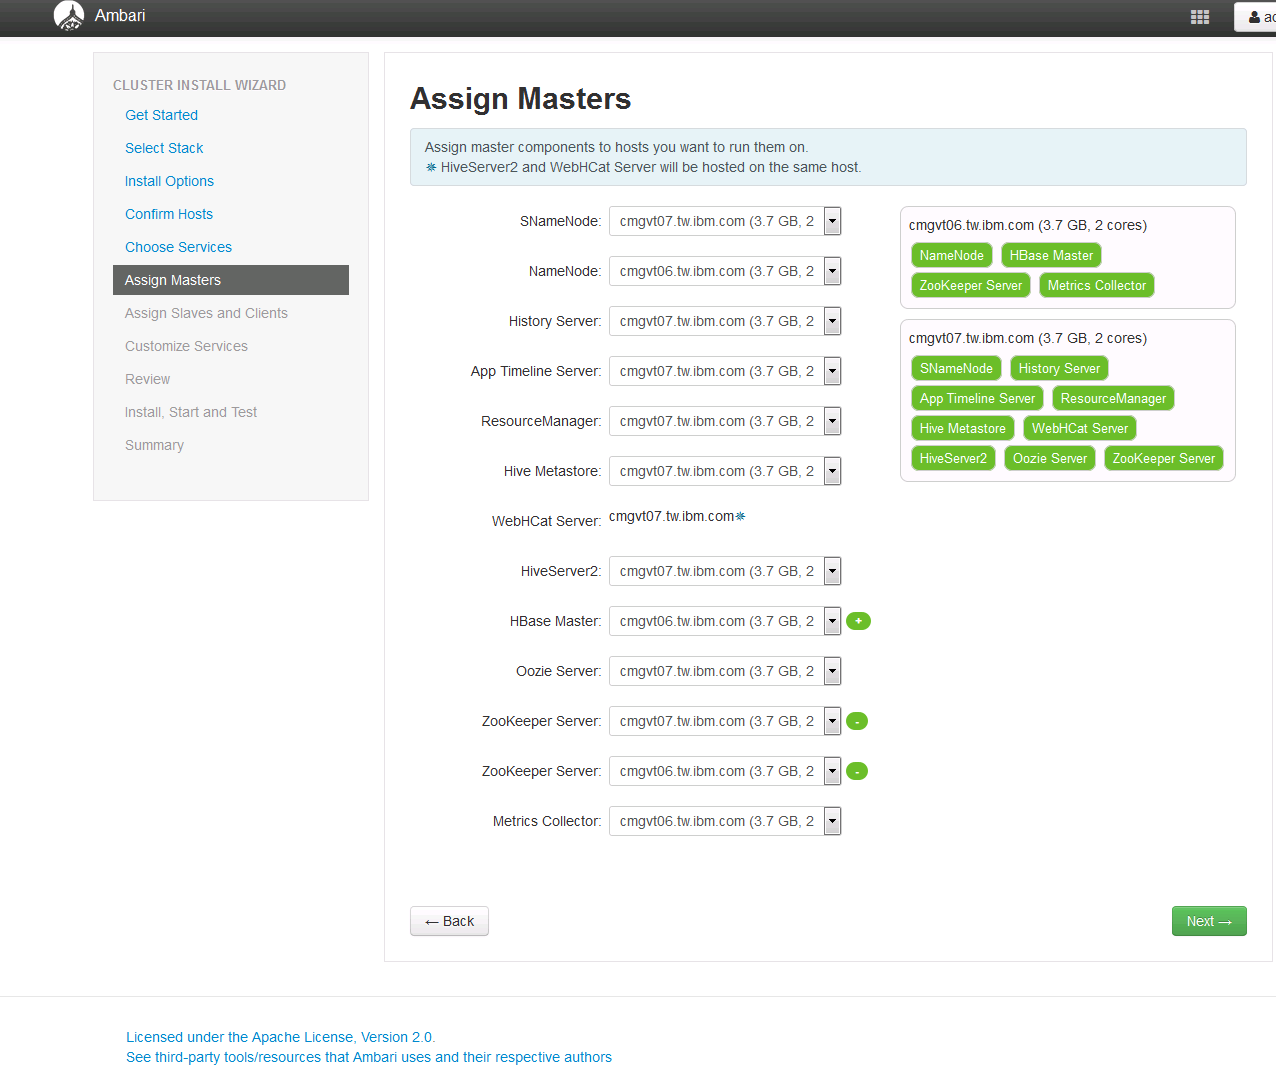 Ambari
ad
CLUSTER INSTALL WIZARD
Get Started
Select Stack
Install Options
Confirm Hosts
Choose Services
Assign Masters
Assign Slaves and Clients
Customize Services
Review
Install, Start and Test
Summary
Assign Masters
Assign master components to hosts you want to run them on.
✵ HiveServer2 and WebHCat Server will be hosted on the same host.
SNameNode: cmgvt07.tw.ibm.com (3.7 GB, 2
NameNode: cmgvt06.tw.ibm.com (3.7 GB, 2
History Server: cmgvt07.tw.ibm.com (3.7 GB, 2
App Timeline Server: cmgvt07.tw.ibm.com (3.7 GB, 2
ResourceManager: cmgvt07.tw.ibm.com (3.7 GB, 2
Hive Metastore: cmgvt07.tw.ibm.com (3.7 GB, 2
WebHCat Server: cmgvt07.tw.ibm.com✵
HiveServer2: cmgvt07.tw.ibm.com (3.7 GB, 2
HBase Master: cmgvt06.tw.ibm.com (3.7 GB, 2 +
Oozie Server: cmgvt07.tw.ibm.com (3.7 GB, 2
ZooKeeper Server: cmgvt07.tw.ibm.com (3.7 GB, 2 -
ZooKeeper Server: cmgvt06.tw.ibm.com (3.7 GB, 2 -
Metrics Collector: cmgvt06.tw.ibm.com (3.7 GB, 2
cmgvt06.tw.ibm.com (3.7 GB, 2 cores)
NameNode HBase Master
ZooKeeper Server Metrics Collector
cmgvt07.tw.ibm.com (3.7 GB, 2 cores)
SNameNode History Server
App Timeline Server ResourceManager
Hive Metastore WebHCat Server
HiveServer2 Oozie Server ZooKeeper Server
← Back
Next →
Licensed under the Apache License, Version 2.0.
See third-party tools/resources that Ambari uses and their respective authors